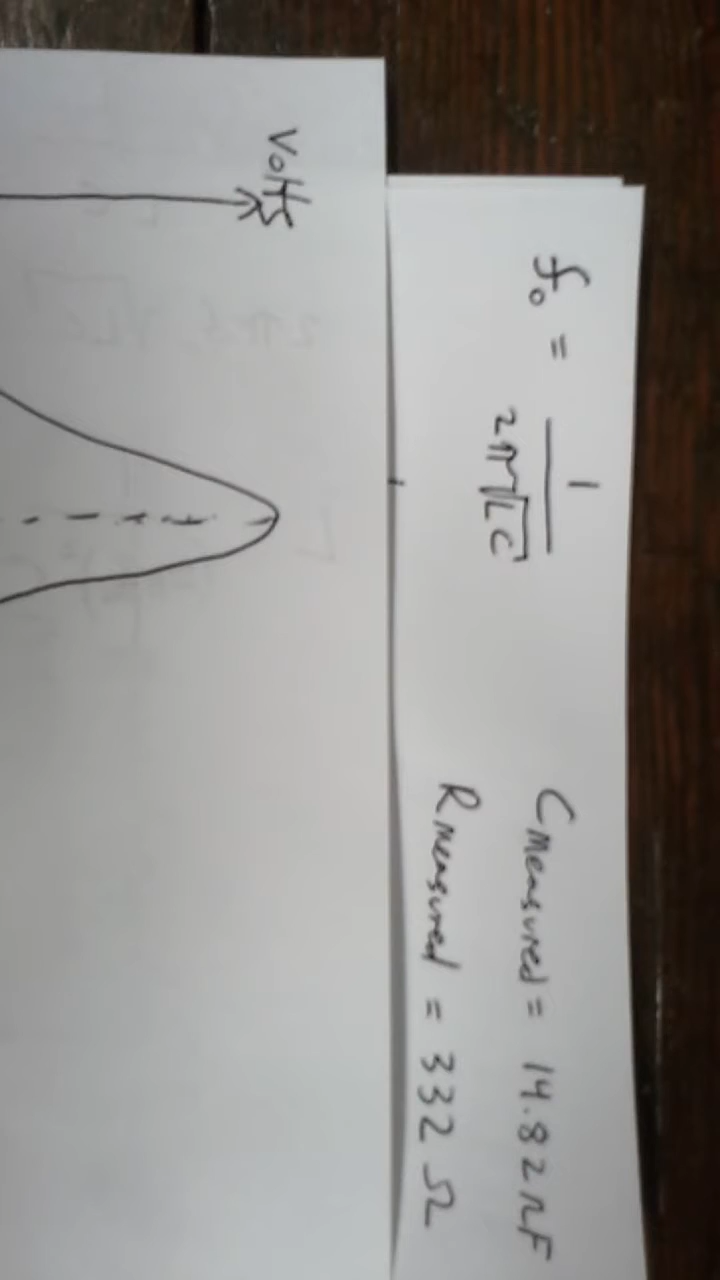 f₀ = 1 / 2π√LC
C measured = 14.82 nF
R measured = 332 Ω
Volts